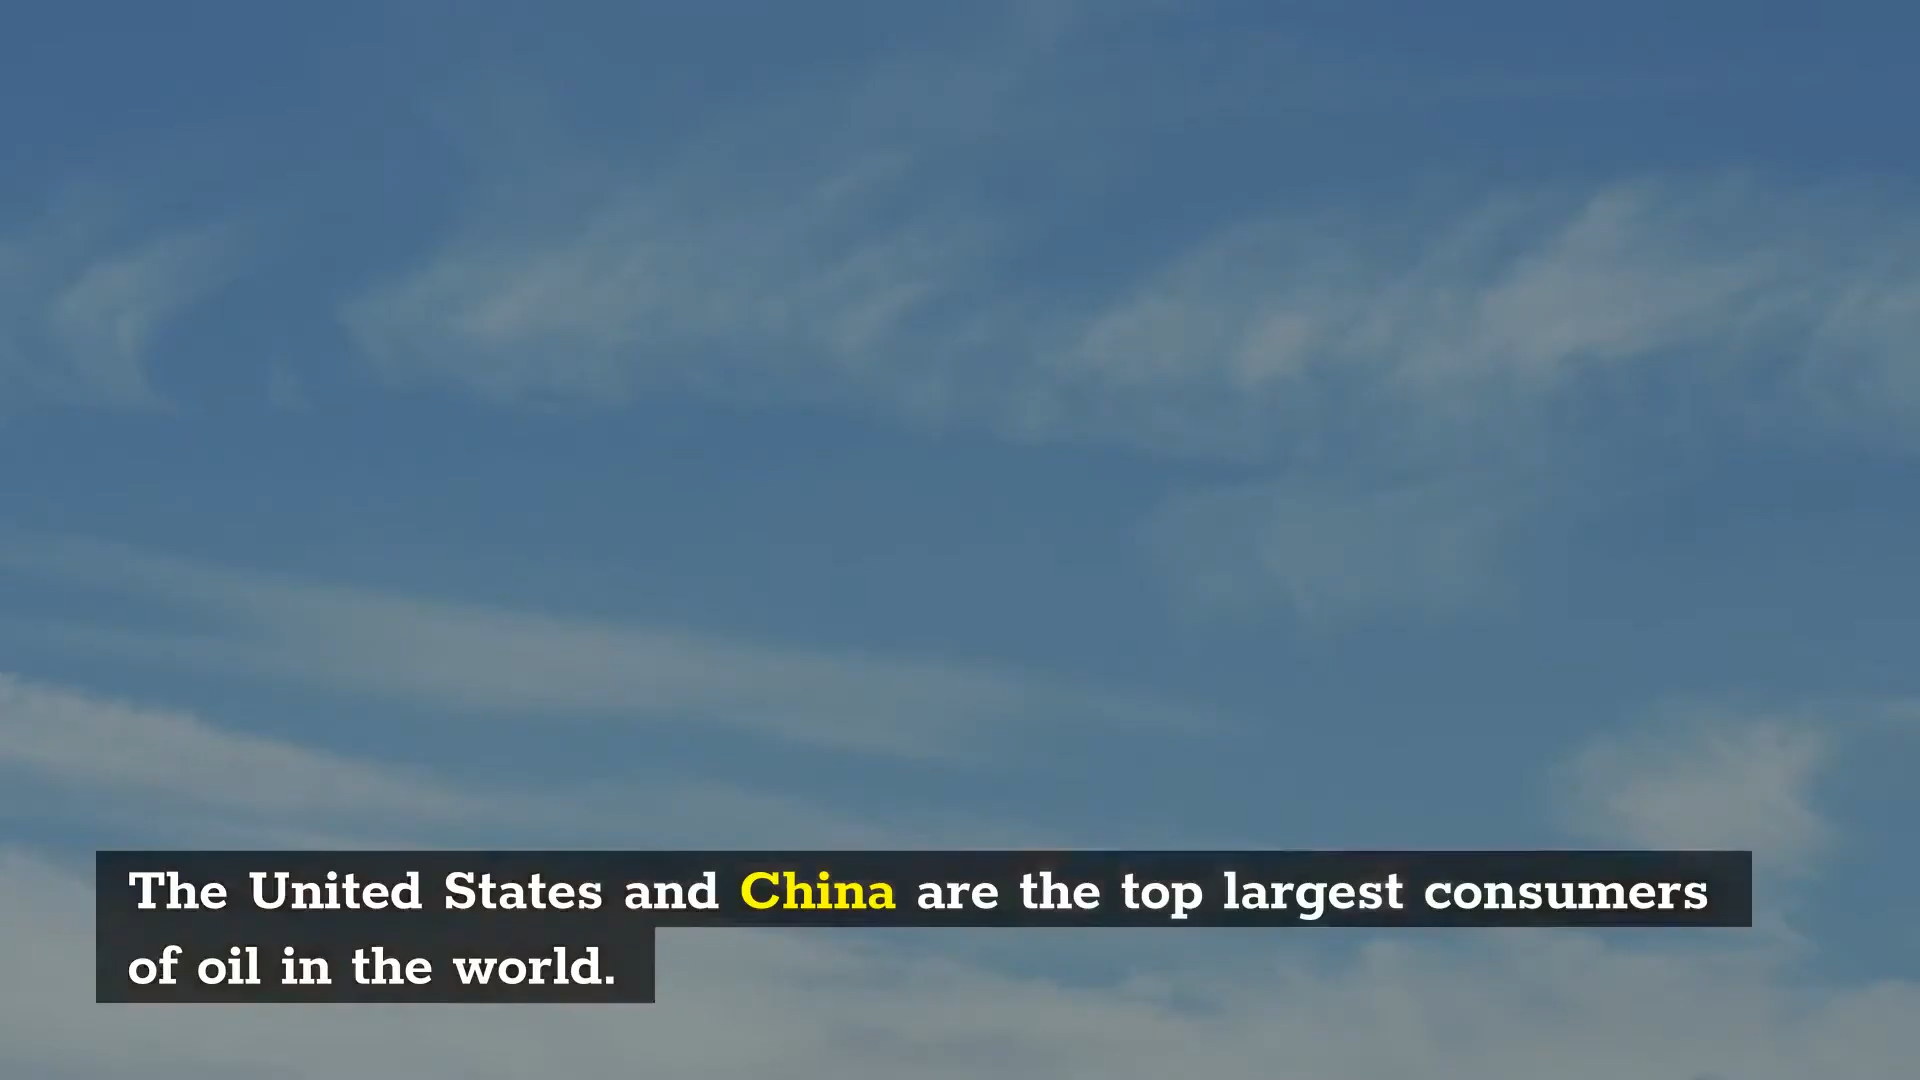 The United States and China are the top largest consumers
of oil in the world.